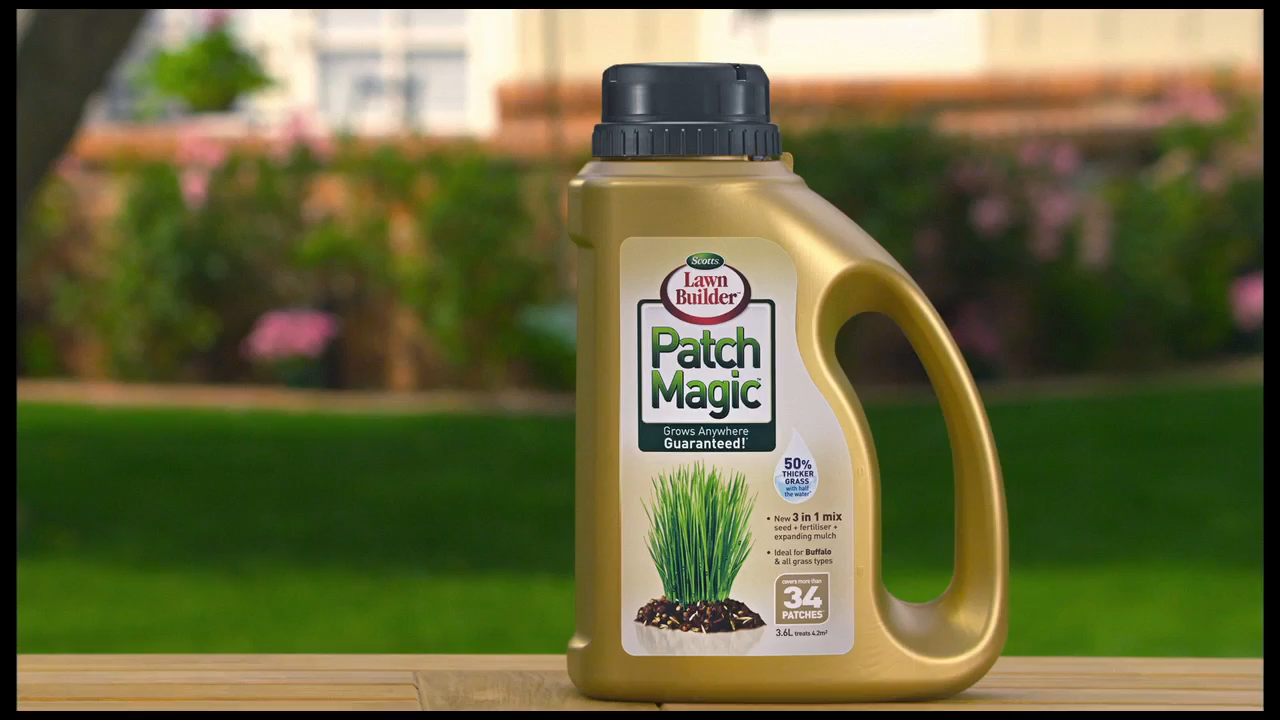 Scotts
Lawn
Builder™
Patch
Magic™
Grows Anywhere
Guaranteed!*
50%
THICKER
GRASS
with half
the water*
• New 3 in 1 mix
seed + fertiliser +
expanding mulch
• Ideal for Buffalo
& all grass types
covers more than
34
PATCHES
3.6L treats 4.2m²